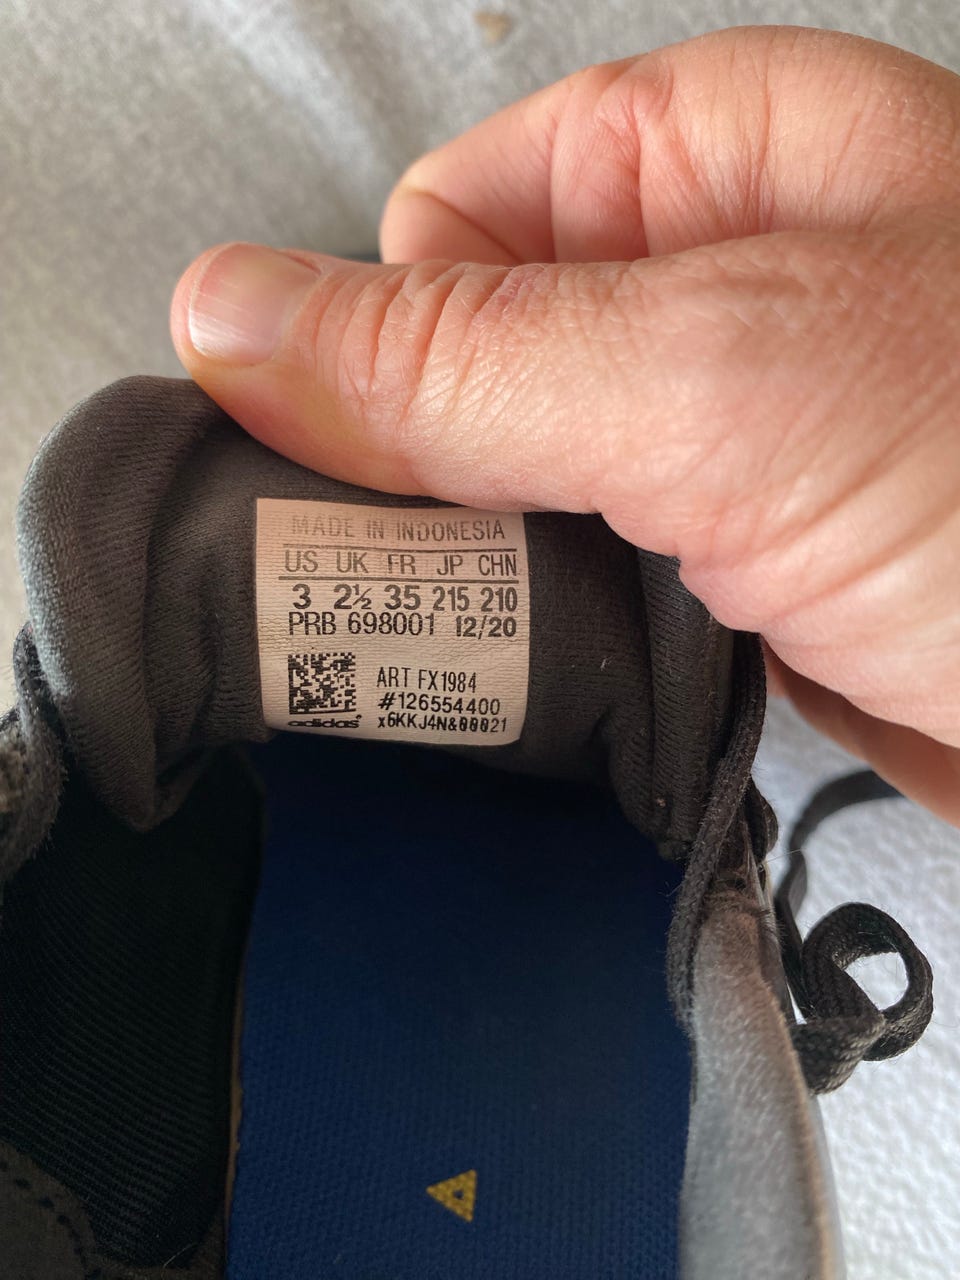 MADE IN INDONESIA
US UK FR JP CHN
3 2½ 35 215 210
PRB 698001 12/20
ART FX1984
#126554400
adidas x6KKJ4N&00021